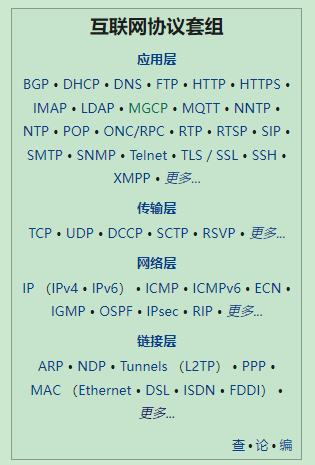 互联网协议套组
应用层
BGP • DHCP • DNS • FTP • HTTP • HTTPS •
IMAP • LDAP • MGCP • MQTT • NNTP •
NTP • POP • ONC/RPC • RTP • RTSP • SIP •
SMTP • SNMP • Telnet • TLS / SSL • SSH •
XMPP • 更多...
传输层
TCP • UDP • DCCP • SCTP • RSVP • 更多...
网络层
IP （IPv4 • IPv6） • ICMP • ICMPv6 • ECN •
IGMP • OSPF • IPsec • RIP • 更多...
链接层
ARP • NDP • Tunnels （L2TP） • PPP •
MAC （Ethernet • DSL • ISDN • FDDI） •
更多...
查 • 论 • 编